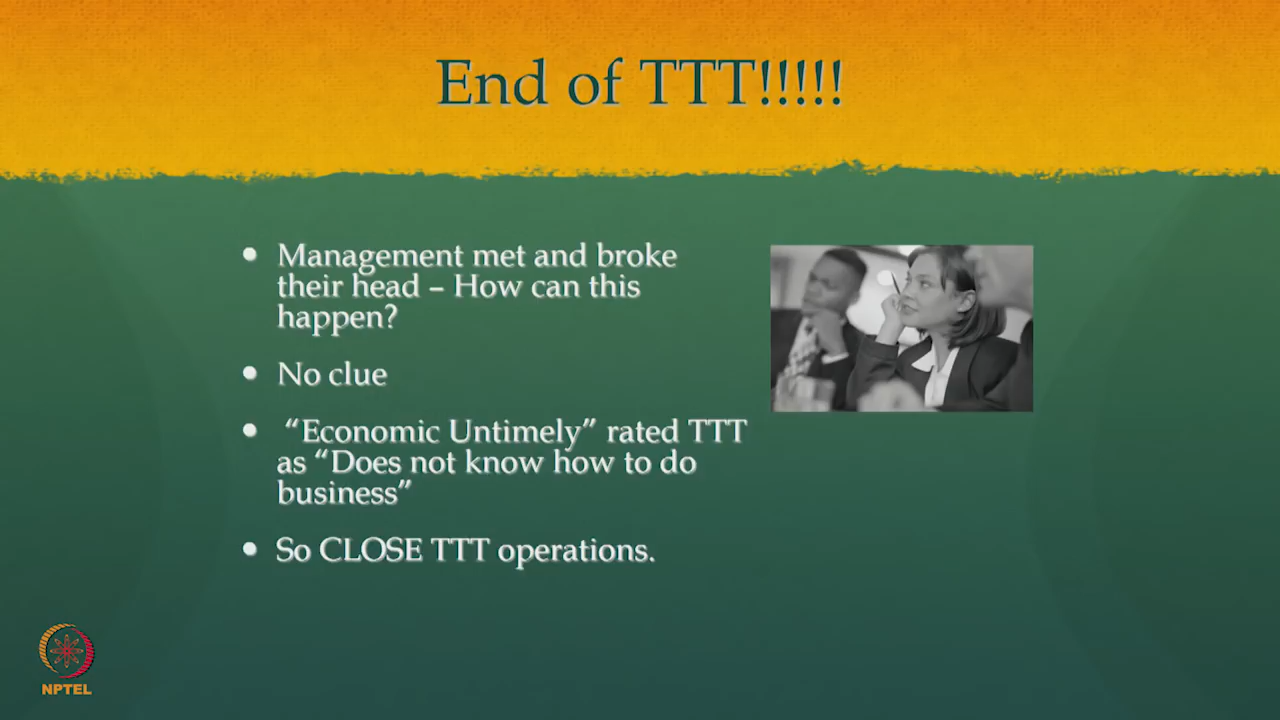 End of TTT!!!!!
• Management met and broke
their head – How can this
happen?
• No clue
• “Economic Untimely” rated TTT
as “Does not know how to do
business”
• So CLOSE TTT operations.
NPTEL